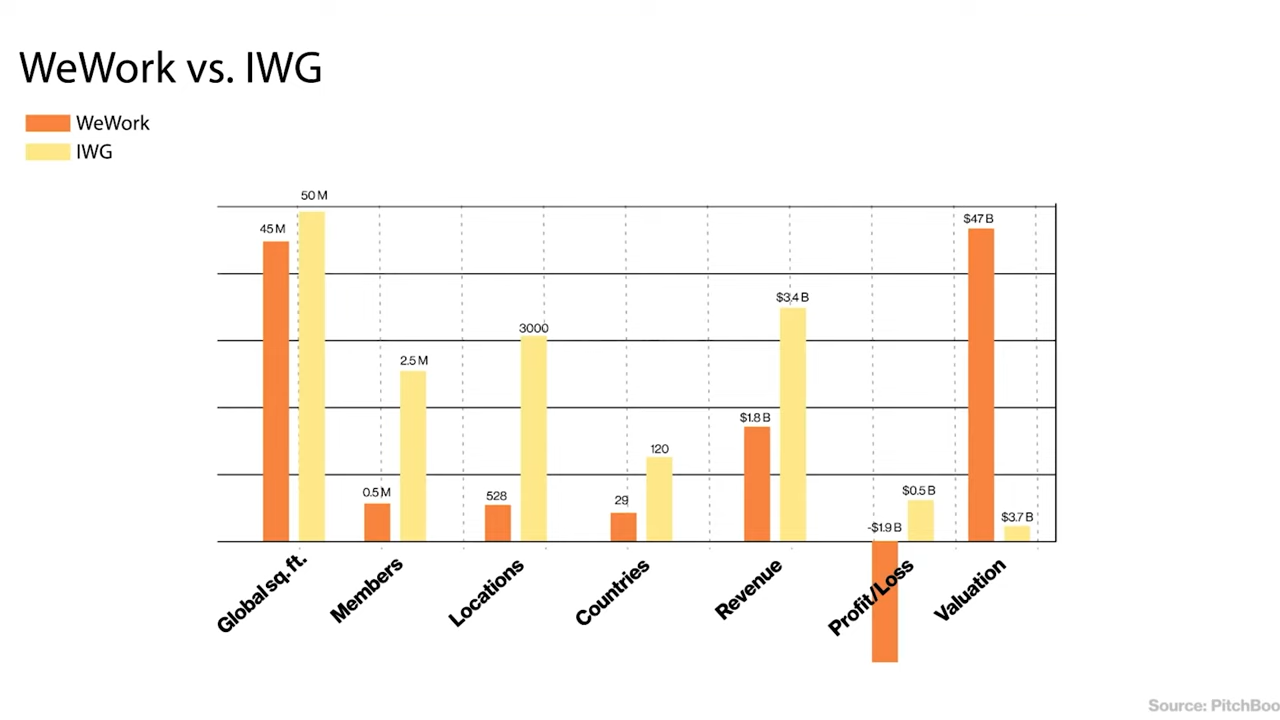 WeWork vs. IWG
WeWork
IWG
45 M
50 M
0.5 M
2.5 M
528
3000
29
120
$1.8 B
$3.4 B
-$1.9 B
$0.5 B
$47 B
$3.7 B
Global sq. ft.
Members
Locations
Countries
Revenue
Profit/Loss
Valuation
Source: PitchBoo